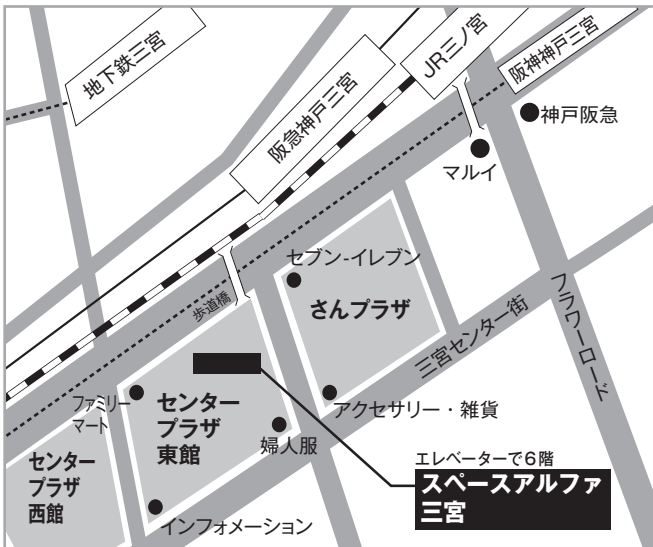 地下鉄三宮
阪急神戸三宮
JR三ノ宮
阪神神戸三宮
神戸阪急
マルイ
セブン-イレブン
さんプラザ
歩道橋
三宮センター街
フラワーロード
ファミリー
マート
センター
プラザ
東館
アクセサリー・雑貨
婦人服
センター
プラザ
西館
インフォメーション
エレベーターで6階
スペースアルファ
三宮